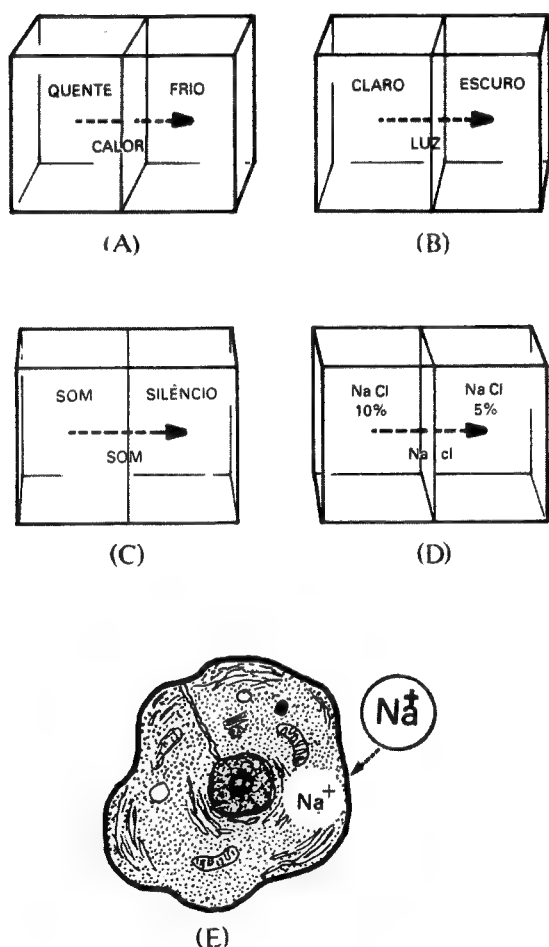 QUENTE FRIO
CALOR
(A)
CLARO ESCURO
LUZ
(B)
SOM SILÊNCIO
SOM
(C)
Na Cl Na Cl
10% 5%
Na cl
(D)
Na+
Na+
(E)